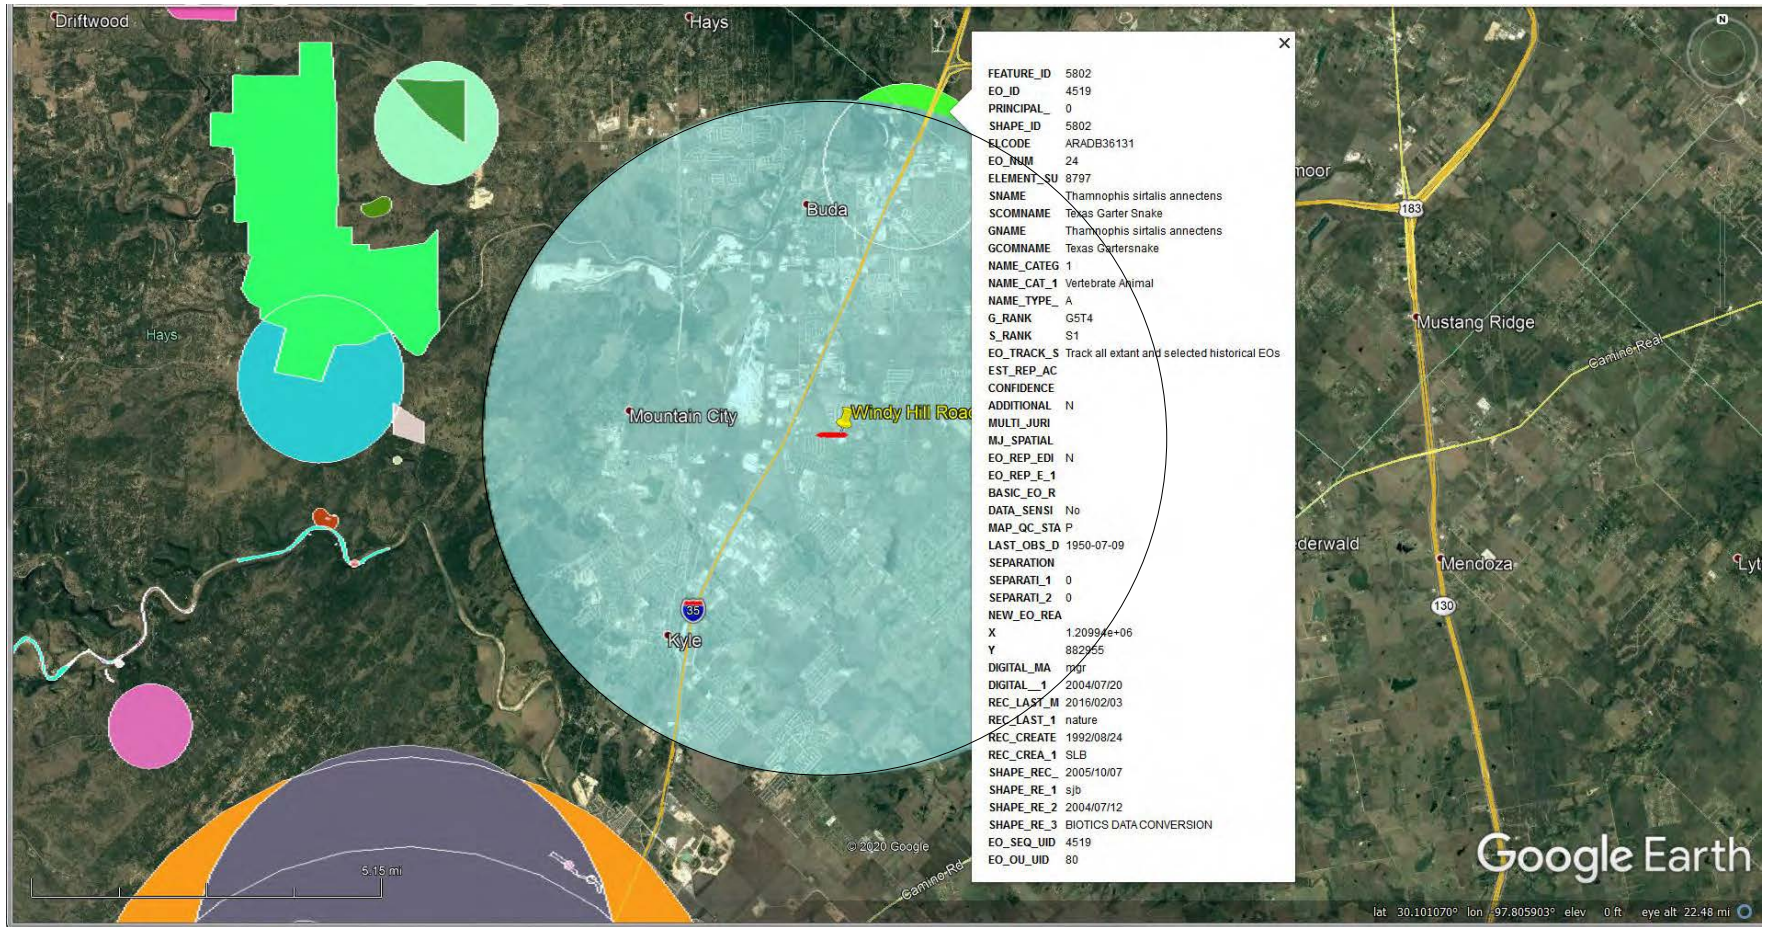 Driftwood
Hays
N
FEATURE_ID 5802
EO_ID 4519
PRINCIPAL_ 0
SHAPE_ID 5802
ELCODE ARADB36131
EO_NUM 24
ELEMENT_SU 8797
SNAME Thamnophis sirtalis annectens
SCOMNAME Texas Garter Snake
GNAME Thamnophis sirtalis annectens
GCOMNAME Texas Gartersnake
NAME_CATEG 1
NAME_CAT_1 Vertebrate Animal
NAME_TYPE_ A
G_RANK G5T4
S_RANK S1
EO_TRACK_S Track all extant and selected historical EOs
EST_REP_AC
CONFIDENCE
ADDITIONAL N
MULTI_JURI
MJ_SPATIAL
EO_REP_EDI N
EO_REP_E_1
BASIC_EO_R
DATA_SENSI No
MAP_QC_STA P
LAST_OBS_D 1950-07-09
SEPARATION
SEPARATI_1 0
SEPARATI_2 0
NEW_EO_REA
X 1.20994e+06
Y 882955
DIGITAL_MA mgr
DIGITAL__1 2004/07/20
REC_LAST_M 2016/02/03
REC_LAST_1 nature
REC_CREATE 1992/08/24
REC_CREA_1 SLB
SHAPE_REC_ 2005/10/07
SHAPE_RE_1 sjb
SHAPE_RE_2 2004/07/12
SHAPE_RE_3 BIOTICS DATA CONVERSION
EO_SEQ_UID 4519
EO_OU_UID 80
moor
183
Buda
Mustang Ridge
Hays
Camino Real
Mountain City
Windy Hill Road
ederwald
Mendoza
Lyt
35
130
Kyle
© 2020 Google
Google Earth
5.15 mi
Camino Rd
lat 30.101070° lon -97.805903° elev 0 ft eye alt 22.48 mi